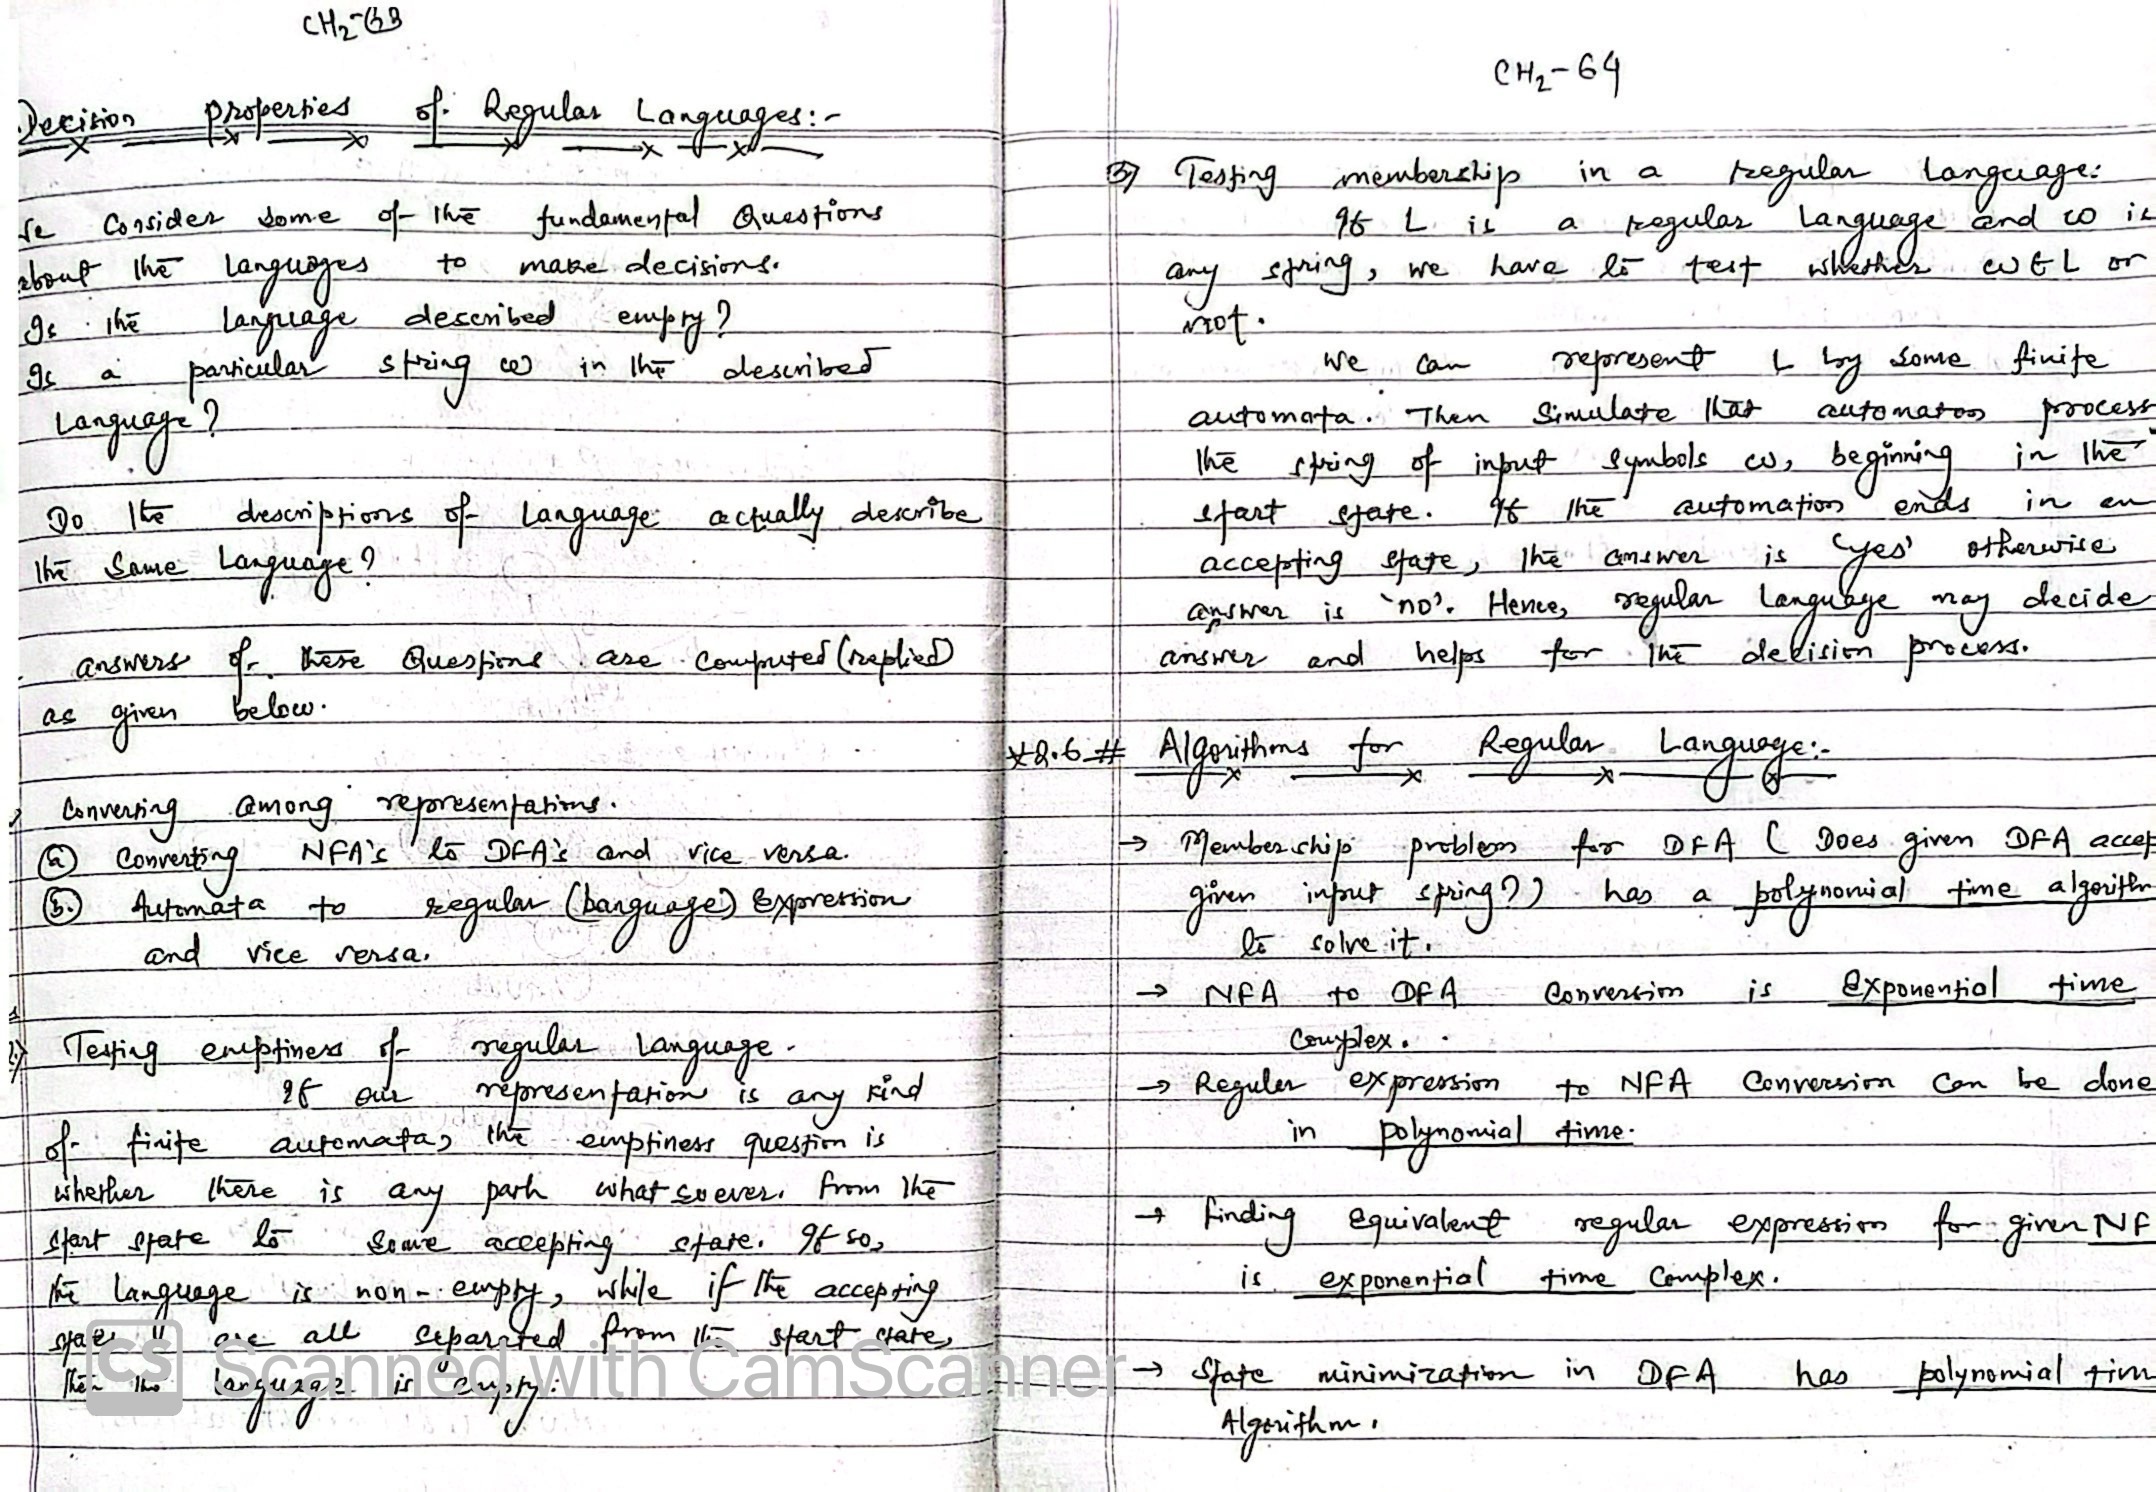 CH2-63
Decision properties of Regular Languages:-
Consider some of the fundamental Questions
about the languages to make decisions.
Is the language described empty?
Is a particular string w in the described
Language?
Do the descriptions of Language actually describe
the Same Language?
answers of these Questions are computed (replied)
as given below.
Converting among representations.
(a) Converting NFA's to DFA's and vice versa.
(b.) Automata to regular (language) Expression
and vice versa.
2.) Testing emptiness of regular Language.
If our representation is any kind
of finite automata, the emptiness question is
whether there is any path what so ever. from the
start state to some accepting state. If so,
the language is non-empty, while if the accepting
are all separated from the start state,
then the language is empty.
CH2-64
3) Testing membership in a regular Language:
If L is a regular Language and w is
any string, we have to test whether w ∈ L or
not.
we can represent L by some finite
automata. Then Simulate that automaton process
the string of input symbols w, beginning in the
start state. If the automation ends in an
accepting state, the answer is 'yes' otherwise
answer is 'no'. Hence, regular language may decide
answer and helps for the decision process.
*2.6 # Algorithms for Regular Language:-
→ Membership problem for DFA ( Does given DFA accep
given input string?) has a polynomial time algorithm
to solve it.
→ NFA to DFA Conversion is Exponential time
Complex.
→ Regular expression to NFA Conversion can be done
in polynomial time.
→ finding equivalent regular expression for given NF
is exponential time complex.
→ State minimization in DFA has polynomial tim
Algorithm.
CS Scanned with CamScanner